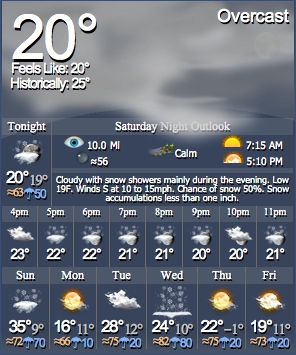 20°
Overcast
Feels Like: 20°
Historically: 25°
Tonight
Saturday Night Outlook
10.0 Mi
≈56
Calm
7:15 AM
5:10 PM
20° 19°
≈63 50
Cloudy with snow showers mainly during the evening. Low
19F. Winds S at 10 to 15mph. Chance of snow 50%. Snow
accumulations less than one inch.
4pm 5pm 6pm 7pm 8pm 9pm 10pm 11pm
23° 22° 22° 21° 21° 20° 20° 21°
Sun Mon Tue Wed Thu Fri
35° 9° 16° 11° 28° 12° 24° 10° 22° -1° 19° 11°
≈72 70 ≈66 10 ≈75 20 ≈82 80 ≈75 20 ≈73 20